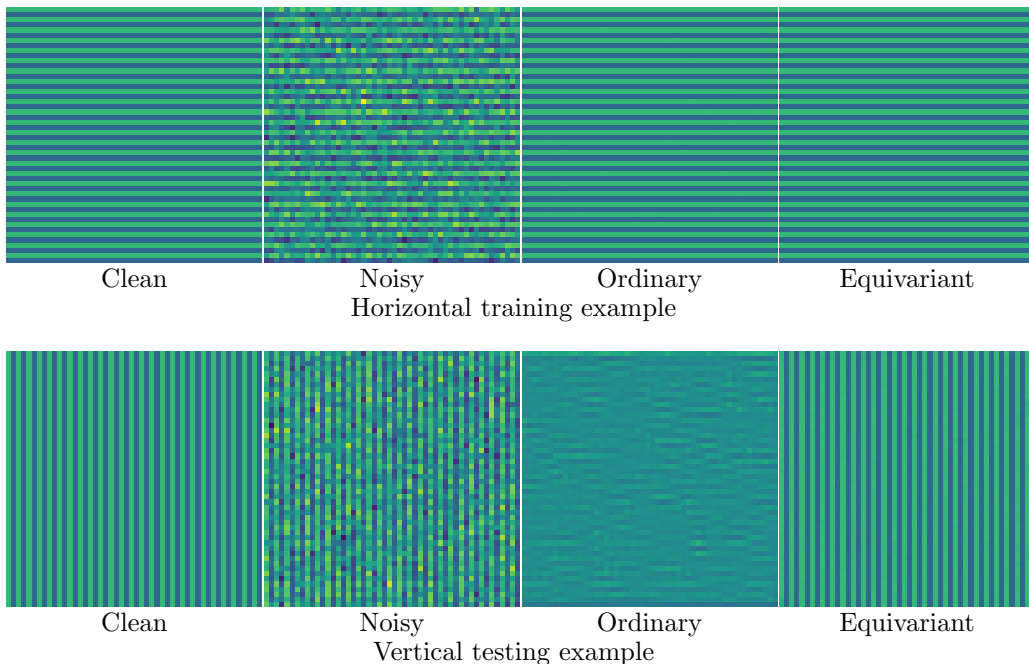 Clean Noisy Ordinary Equivariant
Horizontal training example
Clean Noisy Ordinary Equivariant
Vertical testing example